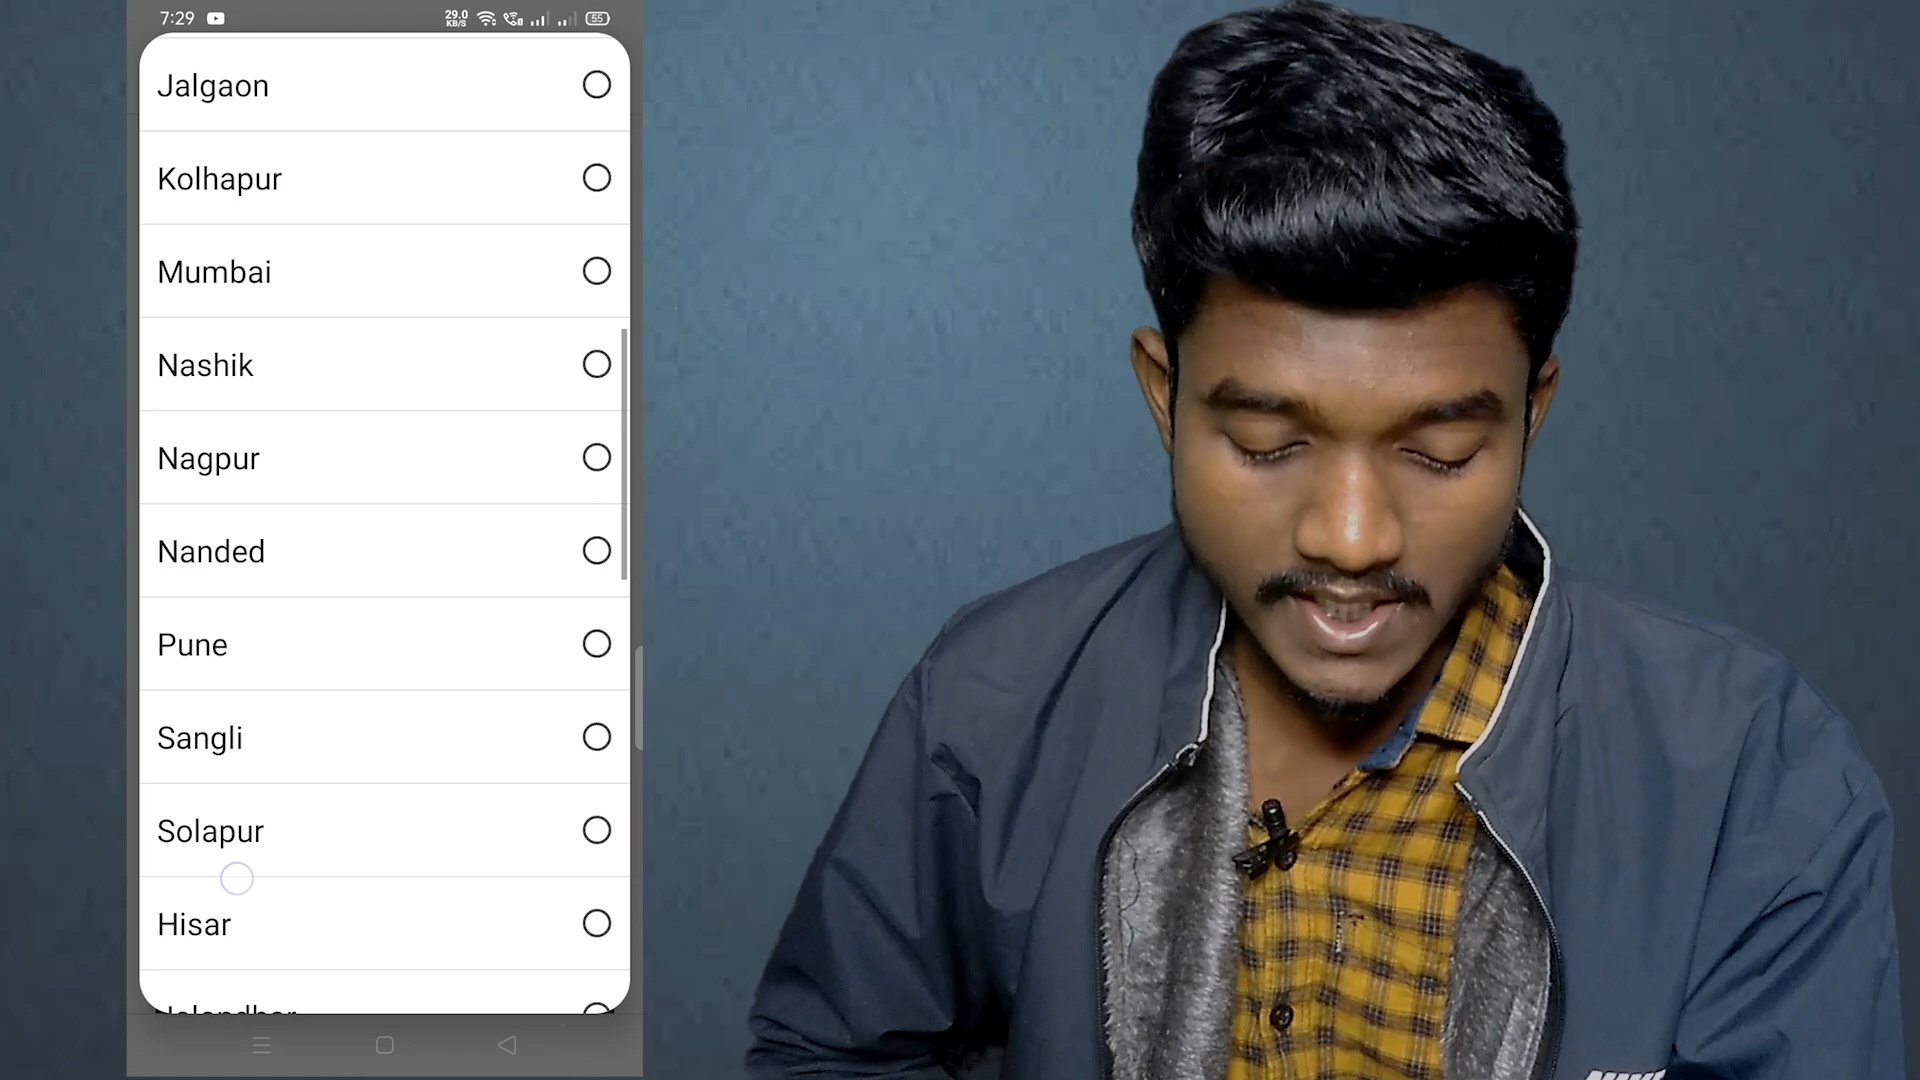 7:29
29.0
KB/S
55
Jalgaon
Kolhapur
Mumbai
Nashik
Nagpur
Nanded
Pune
Sangli
Solapur
Hisar